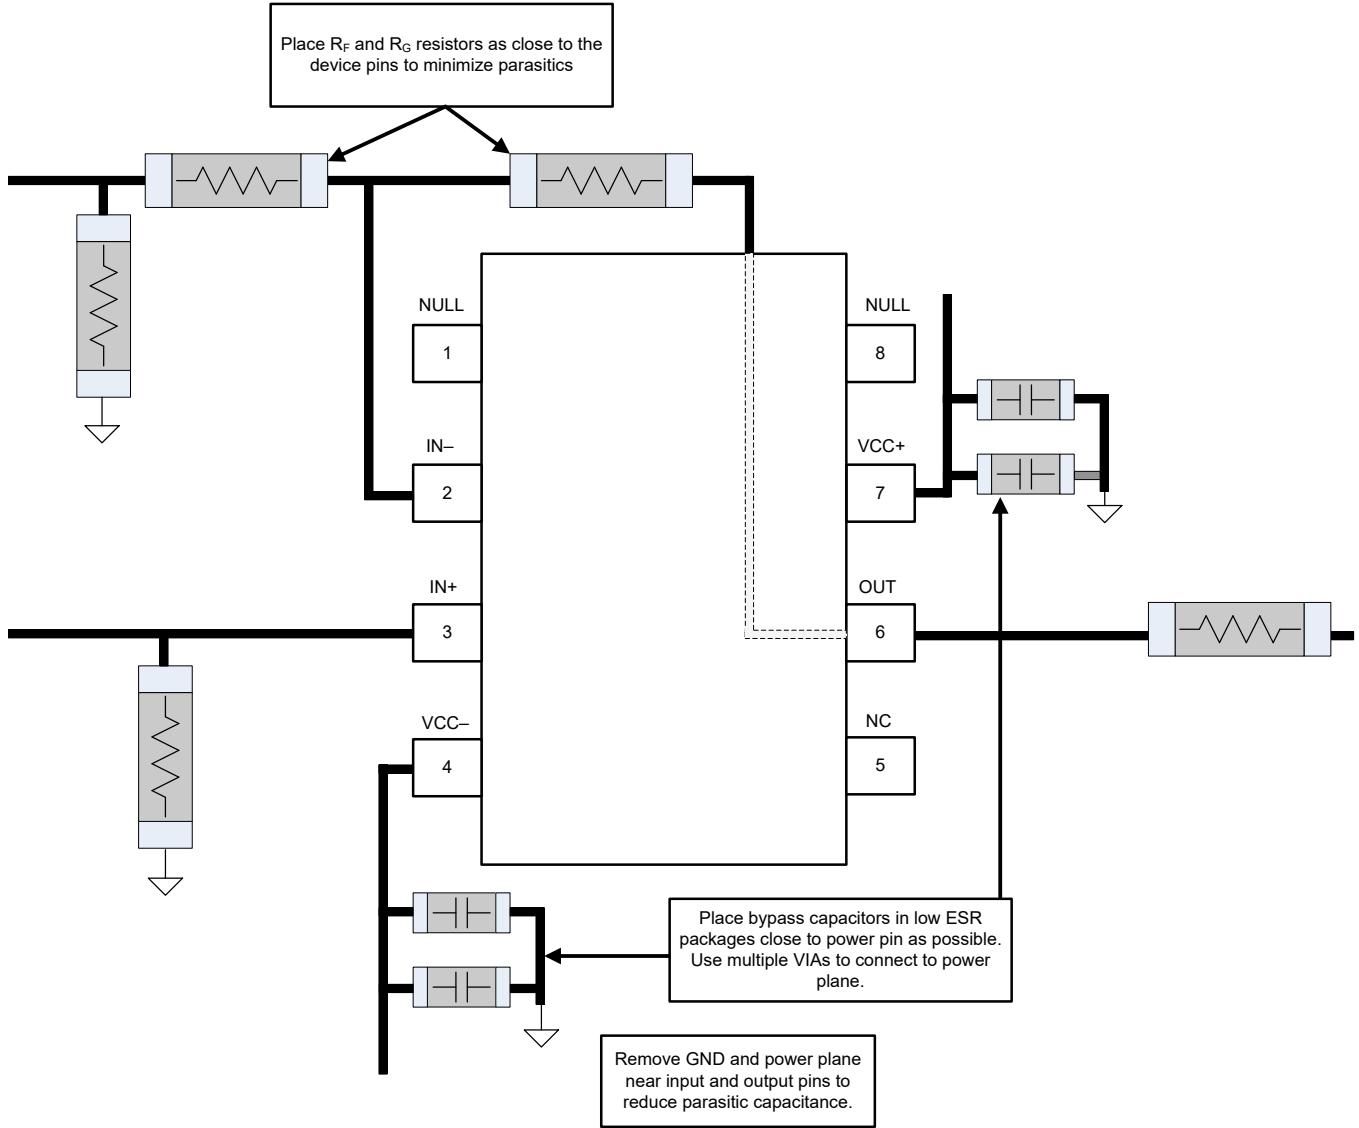 Place RF and RG resistors as close to the
device pins to minimize parasitics
NULL
1
NULL
8
IN–
2
VCC+
7
IN+
3
OUT
6
VCC–
4
NC
5
Place bypass capacitors in low ESR
packages close to power pin as possible.
Use multiple VIAs to connect to power
plane.
Remove GND and power plane
near input and output pins to
reduce parasitic capacitance.